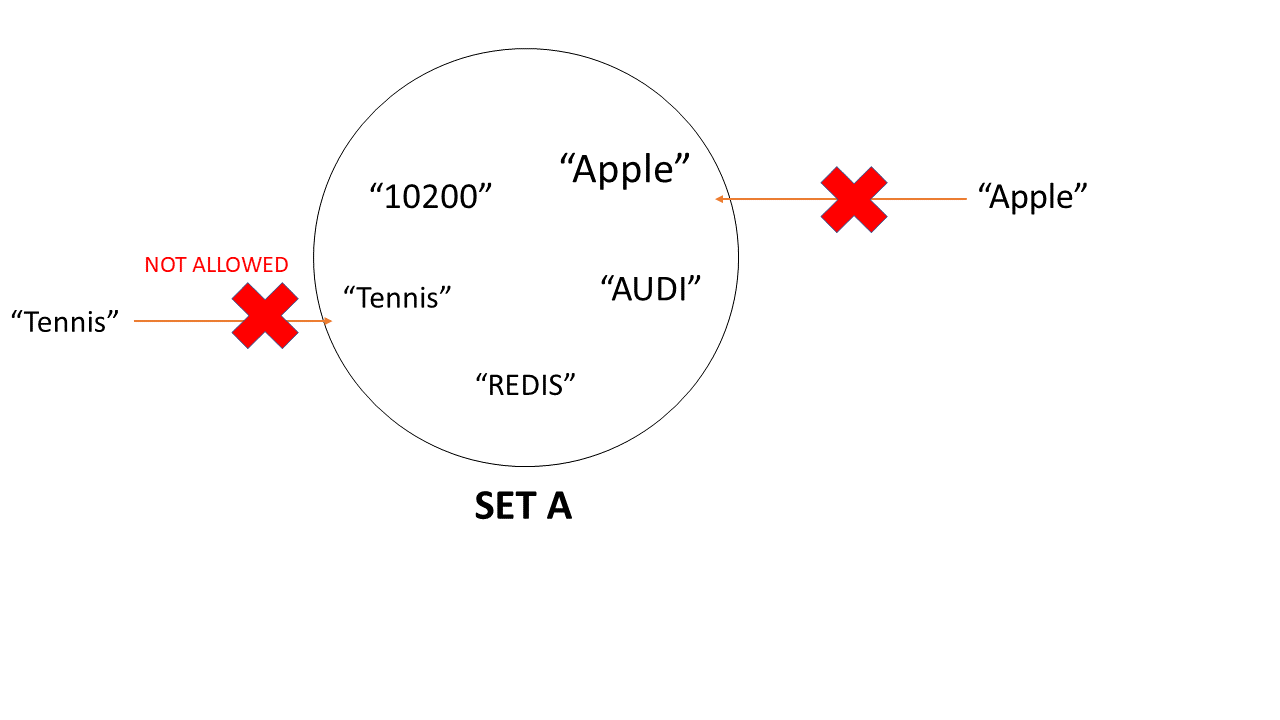 “Apple”
“10200”
“Apple”
NOT ALLOWED
“Tennis”
“AUDI”
“Tennis”
“REDIS”
SET A